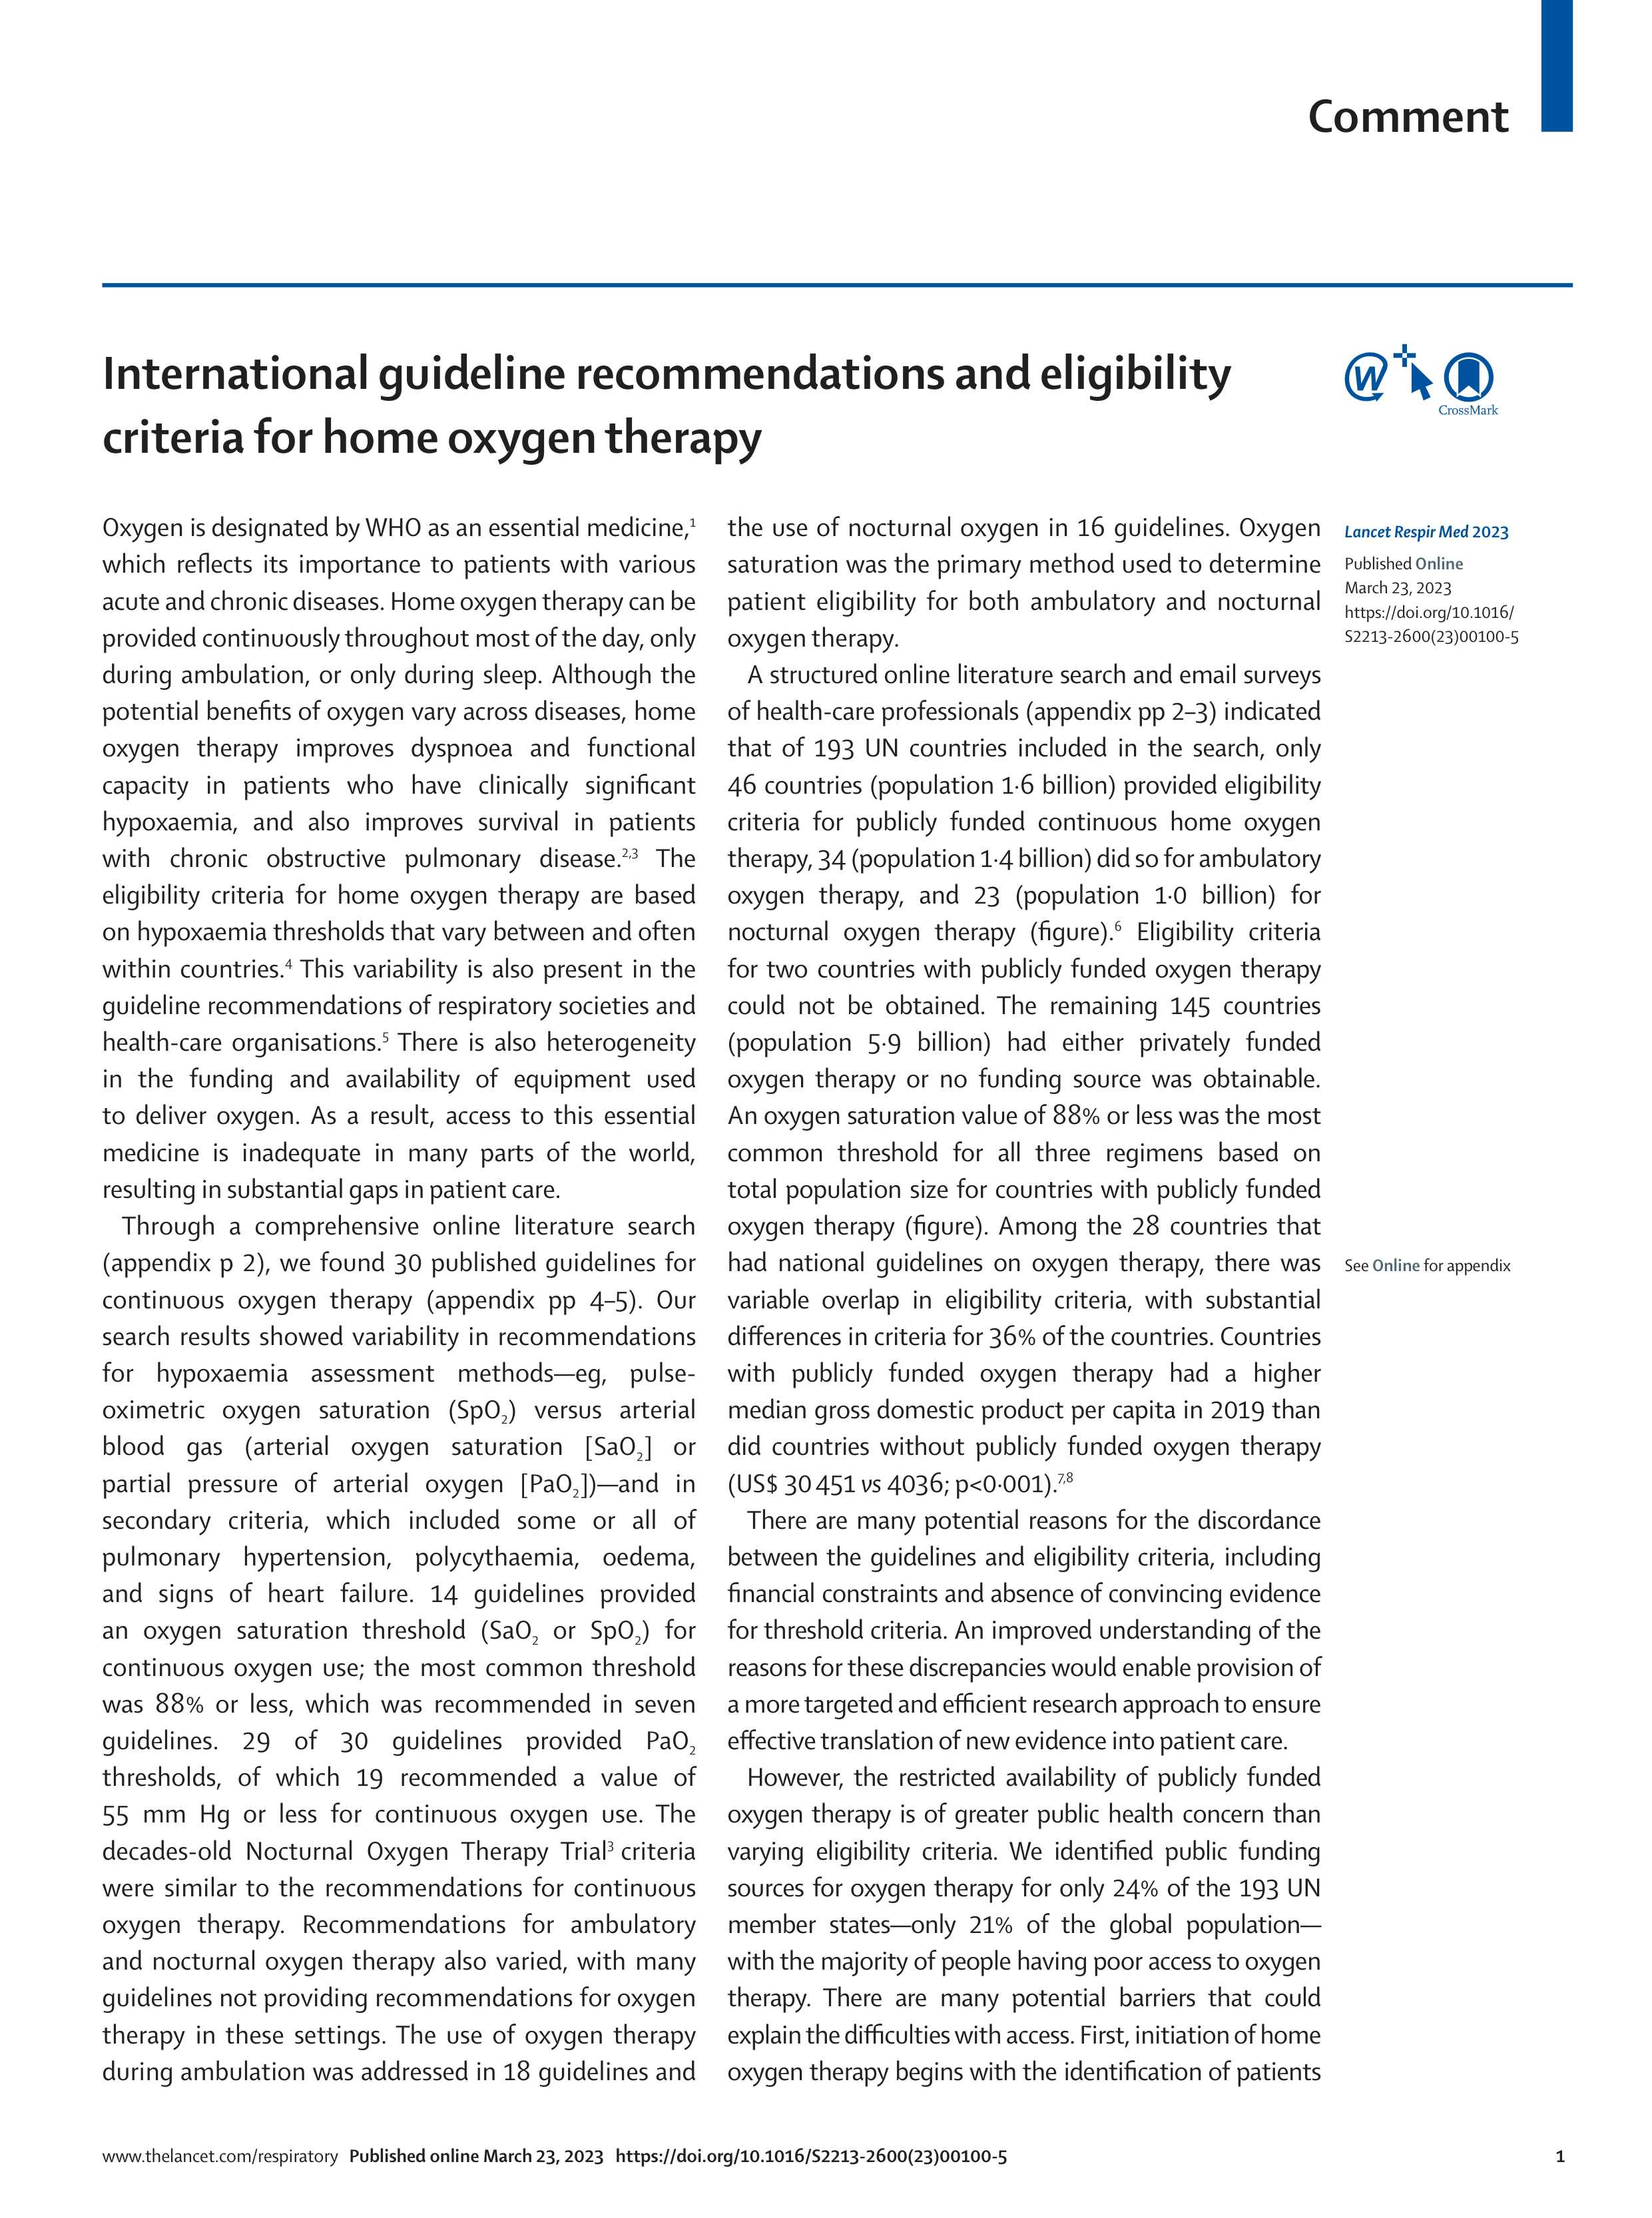 Comment
International guideline recommendations and eligibility
criteria for home oxygen therapy
CrossMark
Oxygen is designated by WHO as an essential medicine,1
which reflects its importance to patients with various
acute and chronic diseases. Home oxygen therapy can be
provided continuously throughout most of the day, only
during ambulation, or only during sleep. Although the
potential benefits of oxygen vary across diseases, home
oxygen therapy improves dyspnoea and functional
capacity in patients who have clinically significant
hypoxaemia, and also improves survival in patients
with chronic obstructive pulmonary disease.2,3 The
eligibility criteria for home oxygen therapy are based
on hypoxaemia thresholds that vary between and often
within countries.4 This variability is also present in the
guideline recommendations of respiratory societies and
health-care organisations.5 There is also heterogeneity
in the funding and availability of equipment used
to deliver oxygen. As a result, access to this essential
medicine is inadequate in many parts of the world,
resulting in substantial gaps in patient care.
Through a comprehensive online literature search
(appendix p 2), we found 30 published guidelines for
continuous oxygen therapy (appendix pp 4–5). Our
search results showed variability in recommendations
for hypoxaemia assessment methods—eg, pulse-
oximetric oxygen saturation (SpO2) versus arterial
blood gas (arterial oxygen saturation [SaO2] or
partial pressure of arterial oxygen [PaO2])—and in
secondary criteria, which included some or all of
pulmonary hypertension, polycythaemia, oedema,
and signs of heart failure. 14 guidelines provided
an oxygen saturation threshold (SaO2 or SpO2) for
continuous oxygen use; the most common threshold
was 88% or less, which was recommended in seven
guidelines. 29 of 30 guidelines provided PaO2
thresholds, of which 19 recommended a value of
55 mm Hg or less for continuous oxygen use. The
decades-old Nocturnal Oxygen Therapy Trial3 criteria
were similar to the recommendations for continuous
oxygen therapy. Recommendations for ambulatory
and nocturnal oxygen therapy also varied, with many
guidelines not providing recommendations for oxygen
therapy in these settings. The use of oxygen therapy
during ambulation was addressed in 18 guidelines and
the use of nocturnal oxygen in 16 guidelines. Oxygen
saturation was the primary method used to determine
patient eligibility for both ambulatory and nocturnal
oxygen therapy.
A structured online literature search and email surveys
of health-care professionals (appendix pp 2–3) indicated
that of 193 UN countries included in the search, only
46 countries (population 1·6 billion) provided eligibility
criteria for publicly funded continuous home oxygen
therapy, 34 (population 1·4 billion) did so for ambulatory
oxygen therapy, and 23 (population 1·0 billion) for
nocturnal oxygen therapy (figure).6 Eligibility criteria
for two countries with publicly funded oxygen therapy
could not be obtained. The remaining 145 countries
(population 5·9 billion) had either privately funded
oxygen therapy or no funding source was obtainable.
An oxygen saturation value of 88% or less was the most
common threshold for all three regimens based on
total population size for countries with publicly funded
oxygen therapy (figure). Among the 28 countries that
had national guidelines on oxygen therapy, there was
variable overlap in eligibility criteria, with substantial
differences in criteria for 36% of the countries. Countries
with publicly funded oxygen therapy had a higher
median gross domestic product per capita in 2019 than
did countries without publicly funded oxygen therapy
(US$ 30 451 vs 4036; p<0·001).7,8
There are many potential reasons for the discordance
between the guidelines and eligibility criteria, including
financial constraints and absence of convincing evidence
for threshold criteria. An improved understanding of the
reasons for these discrepancies would enable provision of
a more targeted and efficient research approach to ensure
effective translation of new evidence into patient care.
However, the restricted availability of publicly funded
oxygen therapy is of greater public health concern than
varying eligibility criteria. We identified public funding
sources for oxygen therapy for only 24% of the 193 UN
member states—only 21% of the global population—
with the majority of people having poor access to oxygen
therapy. There are many potential barriers that could
explain the difficulties with access. First, initiation of home
oxygen therapy begins with the identification of patients
Lancet Respir Med 2023
Published Online
March 23, 2023
https://doi.org/10.1016/
S2213-2600(23)00100-5
See Online for appendix
www.thelancet.com/respiratory Published online March 23, 2023 https://doi.org/10.1016/S2213-2600(23)00100-5
1